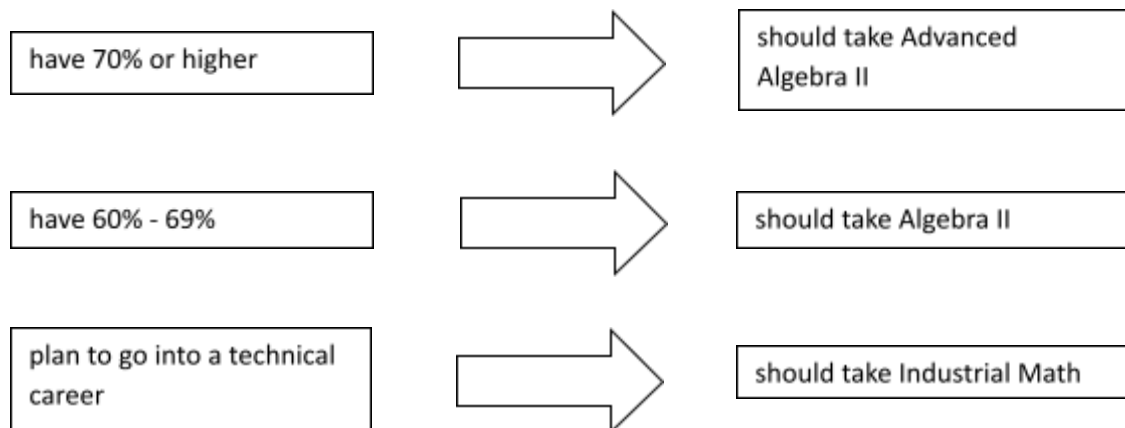 have 70% or higher
should take Advanced
Algebra II
have 60% - 69%
should take Algebra II
plan to go into a technical
career
should take Industrial Math